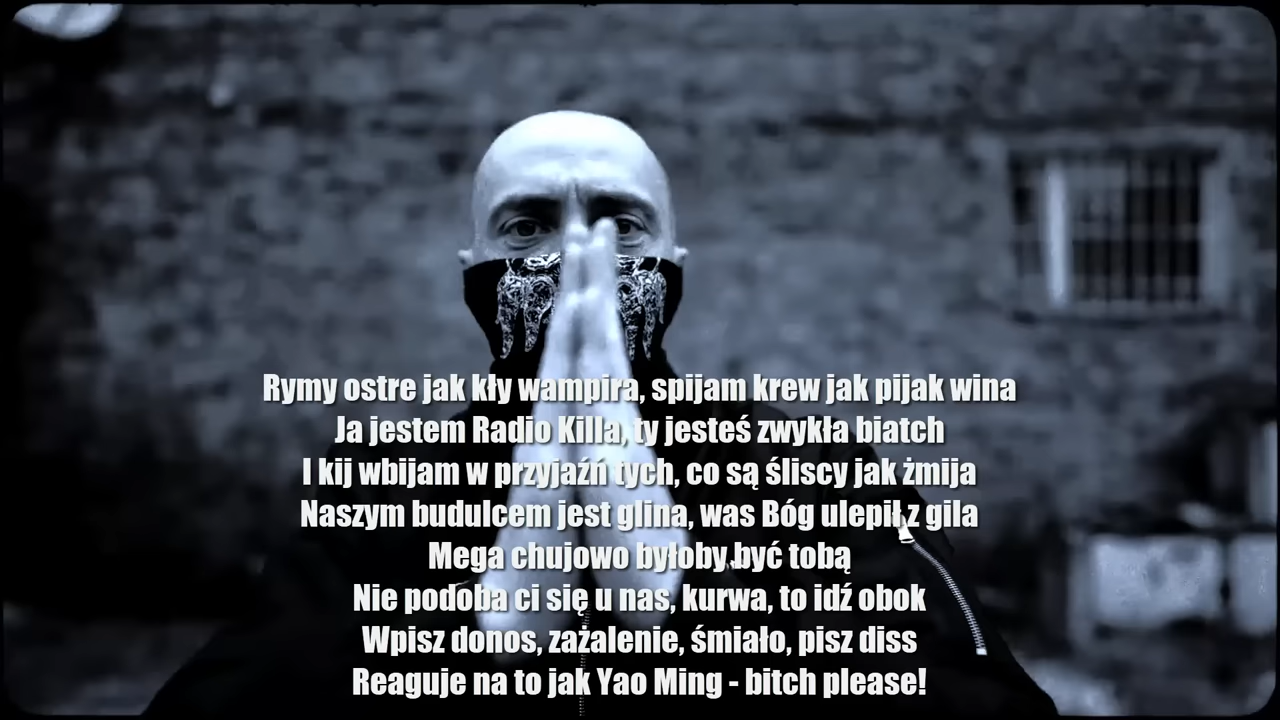 Rymy ostre jak kły wampira, spijam krew jak pijak wina
Ja jestem Radio Killa, ty jesteś zwykła biatch
I kij wbijam w przyjaźń tych, co są śliscy jak żmija
Naszym budulcem jest glina, was Bóg ulepił z gila
Mega chujowo byłoby być tobą
Nie podoba ci się u nas, kurwa, to idź obok
Wpisz donos, zażalenie, śmiało, pisz diss
Reaguje na to jak Yao Ming - bitch please!